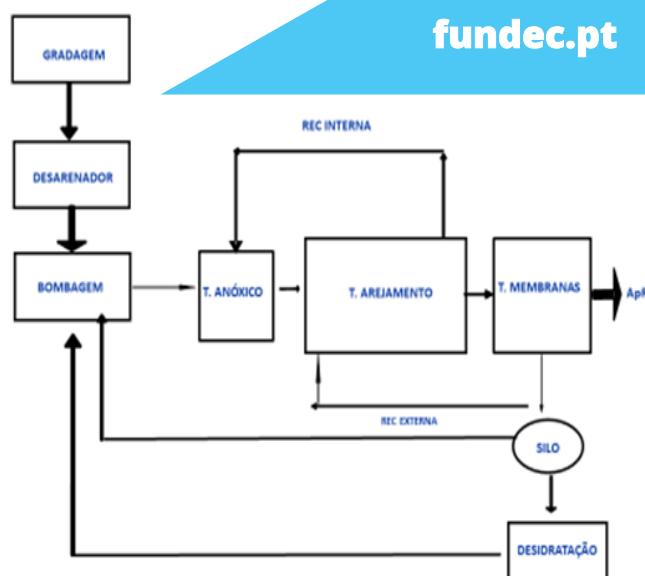 fundec.pt
GRADAGEM
REC INTERNA
DESARENADOR
BOMBAGEM
T. ANÓXICO
T. AREJAMENTO
T. MEMBRANAS
REC EXTERNA
SILO
DESIDRATAÇÃO